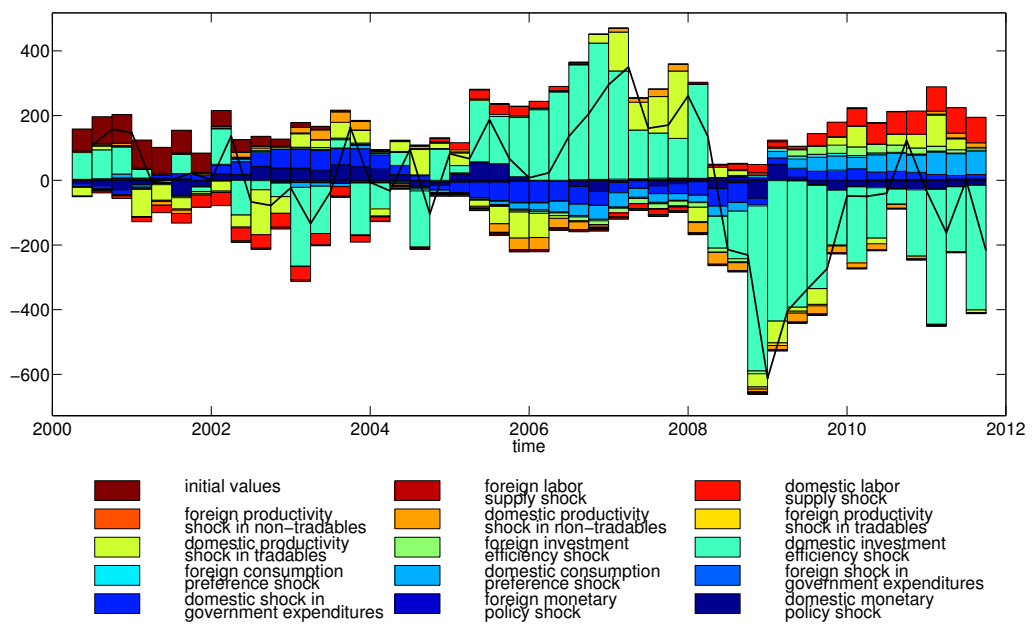 400
200
0
−200
−400
−600
2000 2002 2004 2006 2008 2010 2012
time
initial values
foreign labor
supply shock
domestic labor
supply shock
foreign productivity
shock in non−tradables
domestic productivity
shock in non−tradables
foreign productivity
shock in tradables
domestic productivity
shock in tradables
foreign investment
efficiency shock
domestic investment
efficiency shock
foreign consumption
preference shock
domestic consumption
preference shock
foreign shock in
government expenditures
domestic shock in
government expenditures
foreign monetary
policy shock
domestic monetary
policy shock